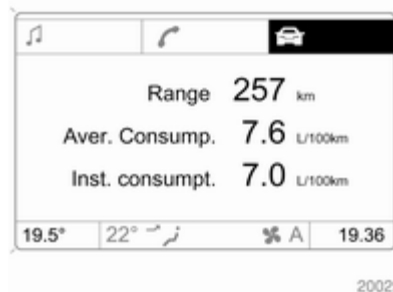 Range 257 km
Aver. Consump. 7.6 L/100km
Inst. consumpt. 7.0 L/100km
19.5° 22° A 19.36
2002